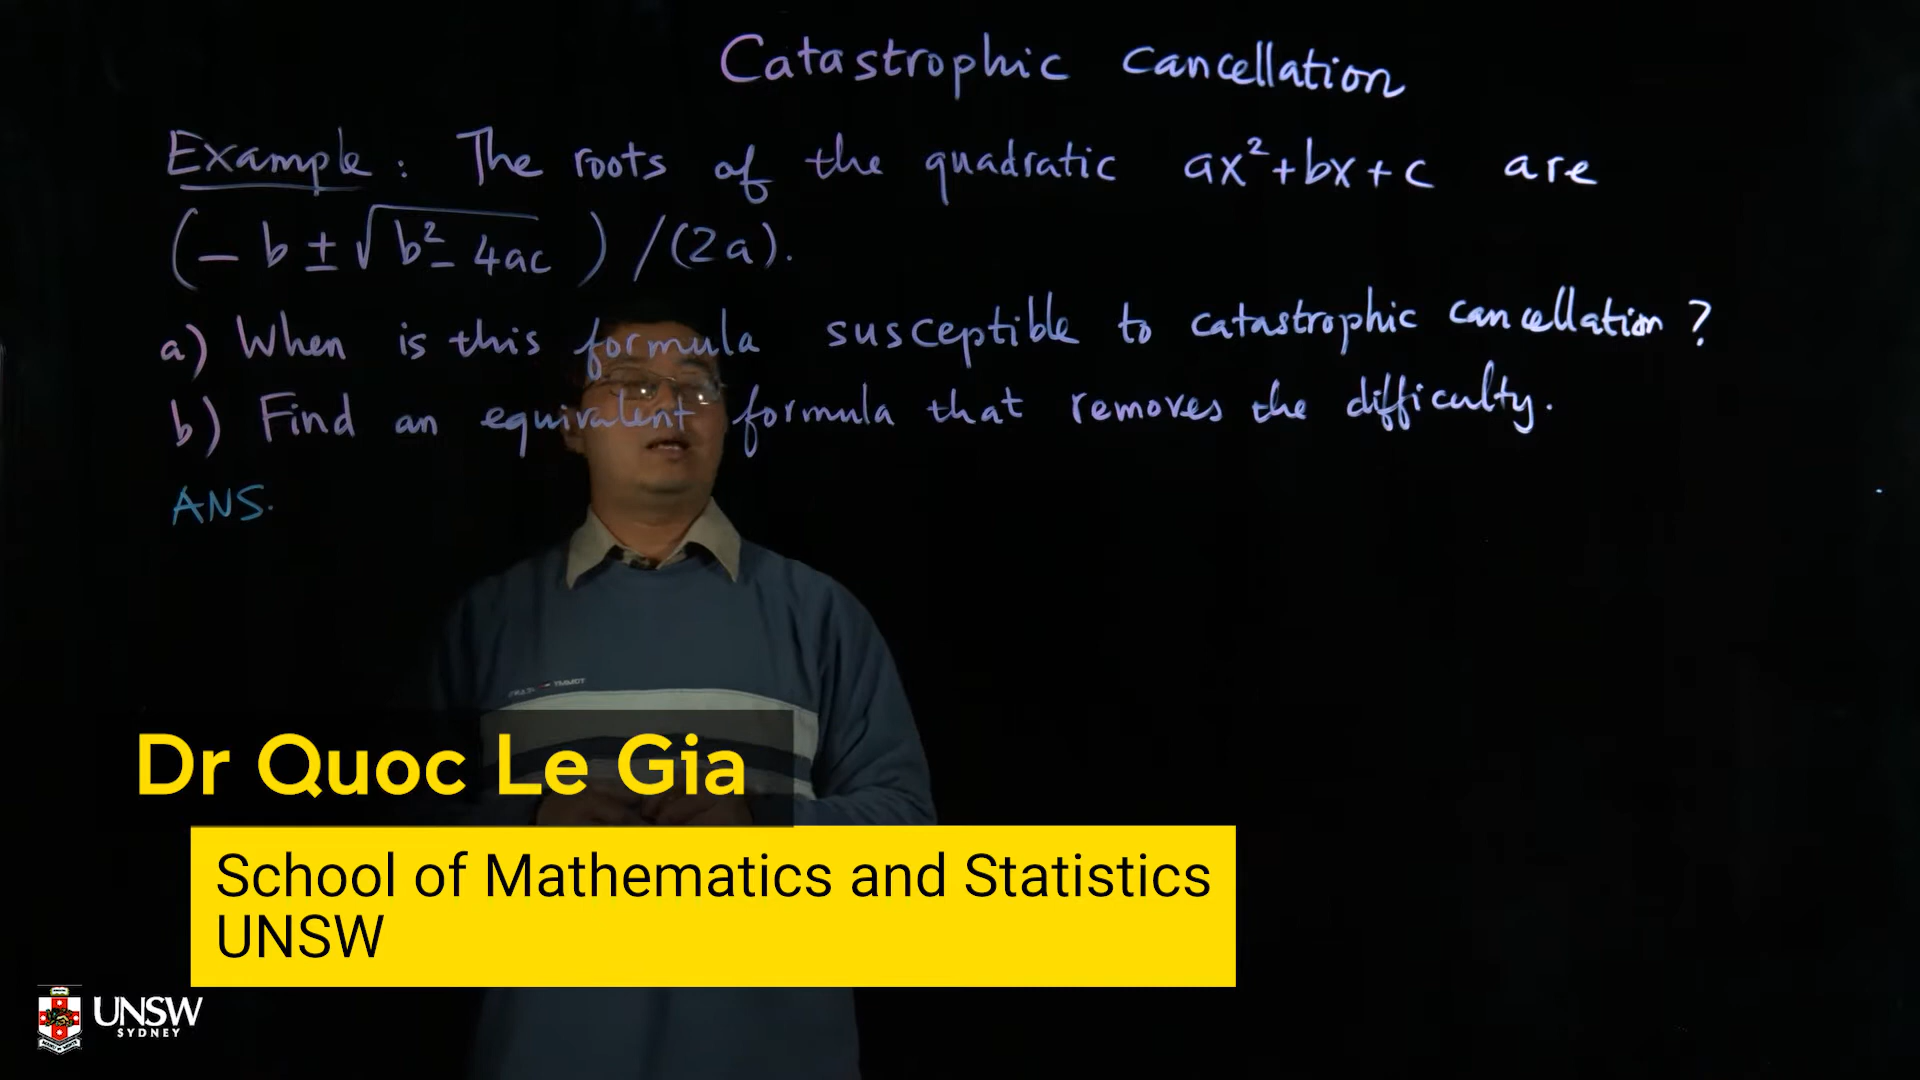 Catastrophic Cancellation
Example: The roots of the quadratic ax²+bx+c are
(-b±√b²-4ac)/(2a).
a) When is this formula susceptible to catastrophic cancellation?
b) Find an equivalent formula that removes the difficulty.
ANS.
Dr Quoc Le Gia
School of Mathematics and Statistics
UNSW
UNSW
SYDNEY